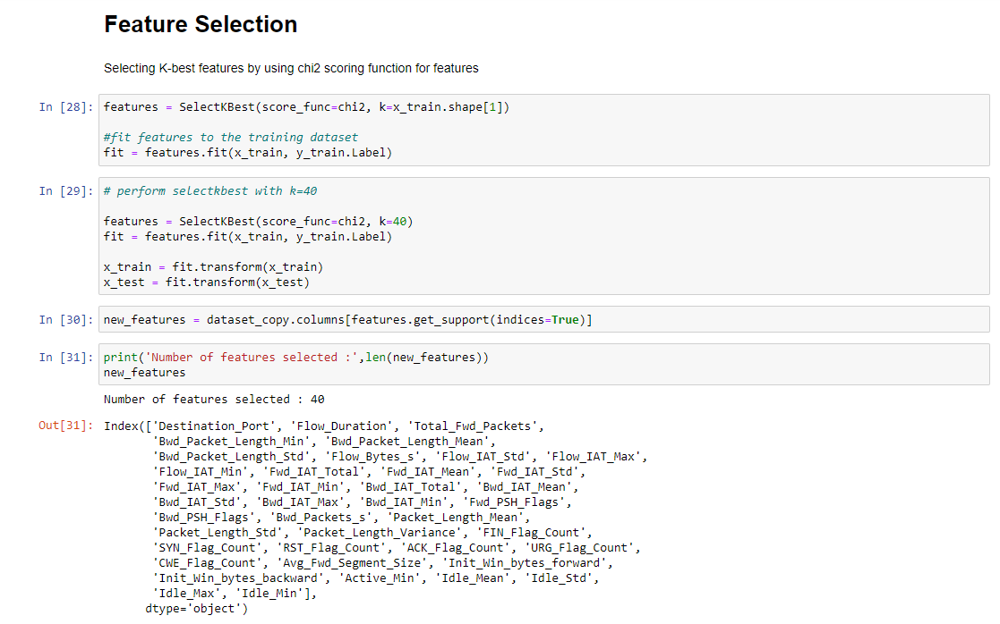 Feature Selection
Selecting K-best features by using chi2 scoring function for features
In [28]: features = SelectKBest(score_func=chi2, k=x_train.shape[1])
#fit features to the training dataset
fit = features.fit(x_train, y_train.Label)
In [29]: # perform selectkbest with k=40
features = SelectKBest(score_func=chi2, k=40)
fit = features.fit(x_train, y_train.Label)
x_train = fit.transform(x_train)
x_test = fit.transform(x_test)
In [30]: new_features = dataset_copy.columns[features.get_support(indices=True)]
In [31]: print('Number of features selected :',len(new_features))
new_features
Number of features selected : 40
Out[31]: Index(['Destination_Port', 'Flow_Duration', 'Total_Fwd_Packets',
'Bwd_Packet_Length_Min', 'Bwd_Packet_Length_Mean',
'Bwd_Packet_Length_Std', 'Flow_Bytes_s', 'Flow_IAT_Std', 'Flow_IAT_Max',
'Flow_IAT_Min', 'Fwd_IAT_Total', 'Fwd_IAT_Mean', 'Fwd_IAT_Std',
'Fwd_IAT_Max', 'Fwd_IAT_Min', 'Bwd_IAT_Total', 'Bwd_IAT_Mean',
'Bwd_IAT_Std', 'Bwd_IAT_Max', 'Bwd_IAT_Min', 'Fwd_PSH_Flags',
'Bwd_PSH_Flags', 'Bwd_Packets_s', 'Packet_Length_Mean',
'Packet_Length_Std', 'Packet_Length_Variance', 'FIN_Flag_Count',
'SYN_Flag_Count', 'RST_Flag_Count', 'ACK_Flag_Count', 'URG_Flag_Count',
'CWE_Flag_Count', 'Avg_Fwd_Segment_Size', 'Init_Win_bytes_forward',
'Init_Win_bytes_backward', 'Active_Min', 'Idle_Mean', 'Idle_Std',
'Idle_Max', 'Idle_Min'],
dtype='object')